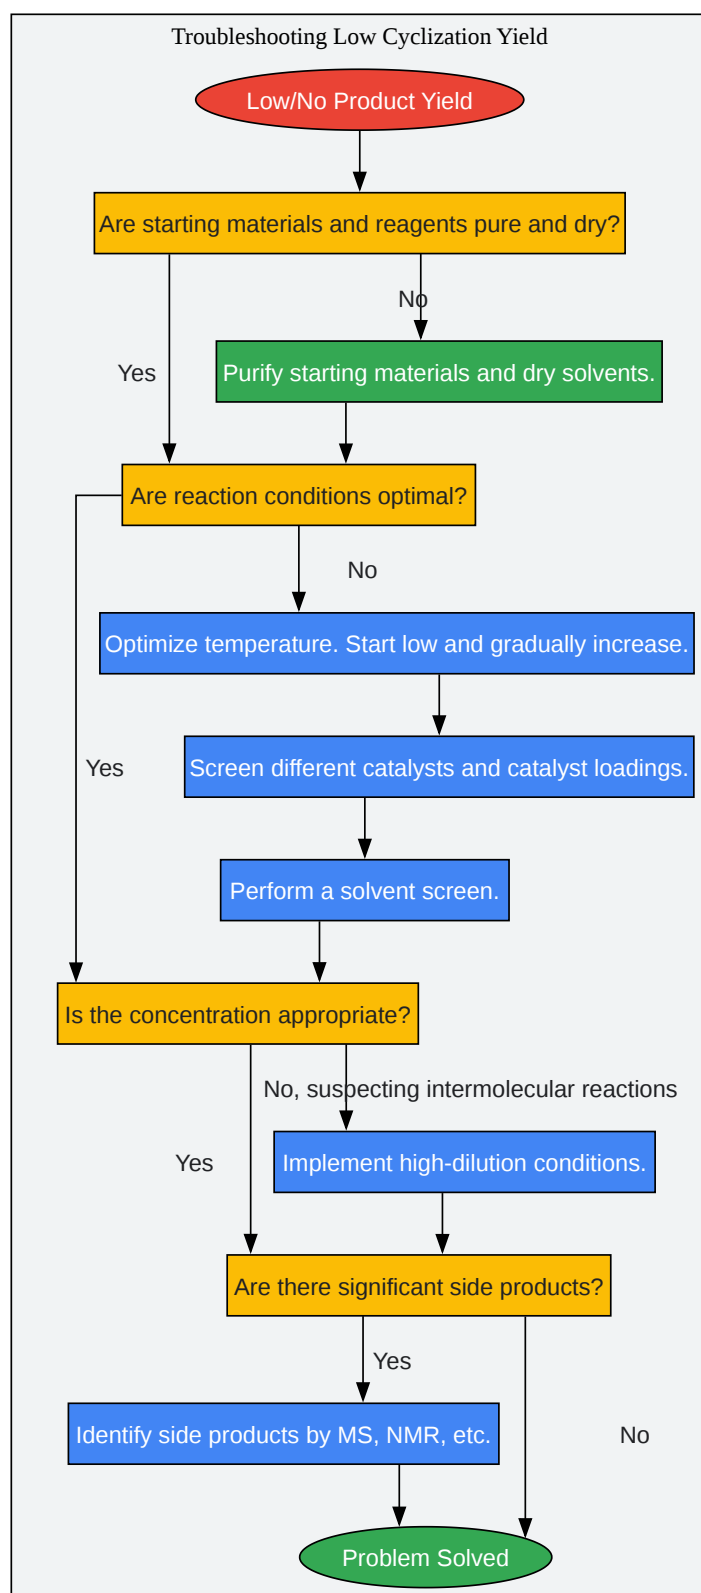 Troubleshooting Low Cyclization Yield
Low/No Product Yield
Are starting materials and reagents pure and dry?
No
Yes
Purify starting materials and dry solvents.
Are reaction conditions optimal?
No
Optimize temperature. Start low and gradually increase.
Screen different catalysts and catalyst loadings.
Yes
Perform a solvent screen.
Is the concentration appropriate?
No, suspecting intermolecular reactions
Yes
Implement high-dilution conditions.
Are there significant side products?
Yes
Identify side products by MS, NMR, etc.
No
Problem Solved